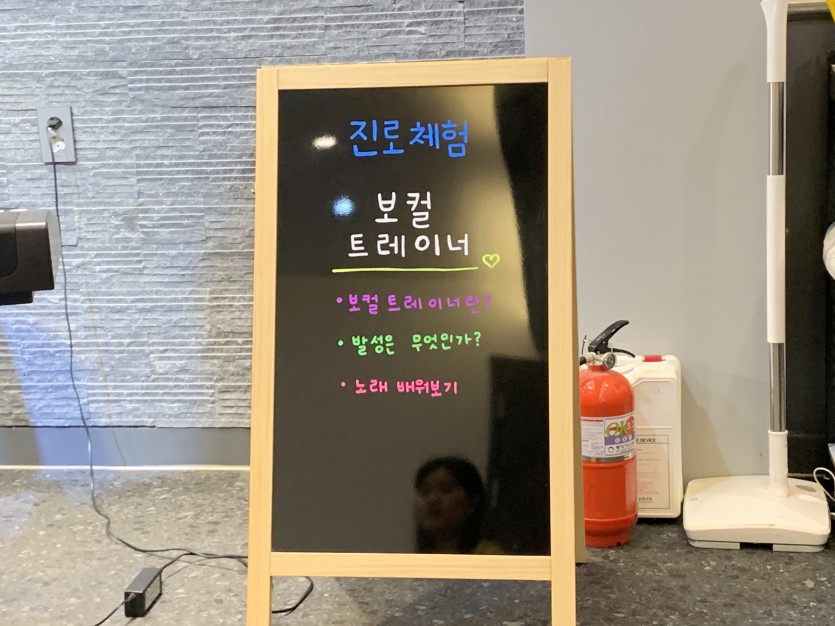 진로체험
보컬
트레이너
• 보컬 트레이너란?
• 발성은 무엇인가?
• 노래 배워보기